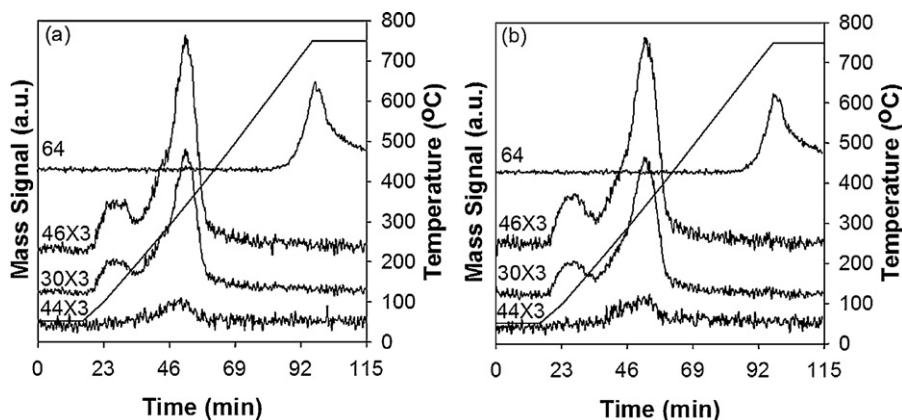 (a)
Mass Signal (a.u.)
64
46X3
30X3
44X3
800
700
600
500
400
300
200
100
0
Temperature (°C)
0 23 46 69 92 115
Time (min)
(b)
Mass Signal (a.u.)
64
46X3
30X3
44X3
800
700
600
500
400
300
200
100
0
Temperature (°C)
0 23 46 69 92 115
Time (min)